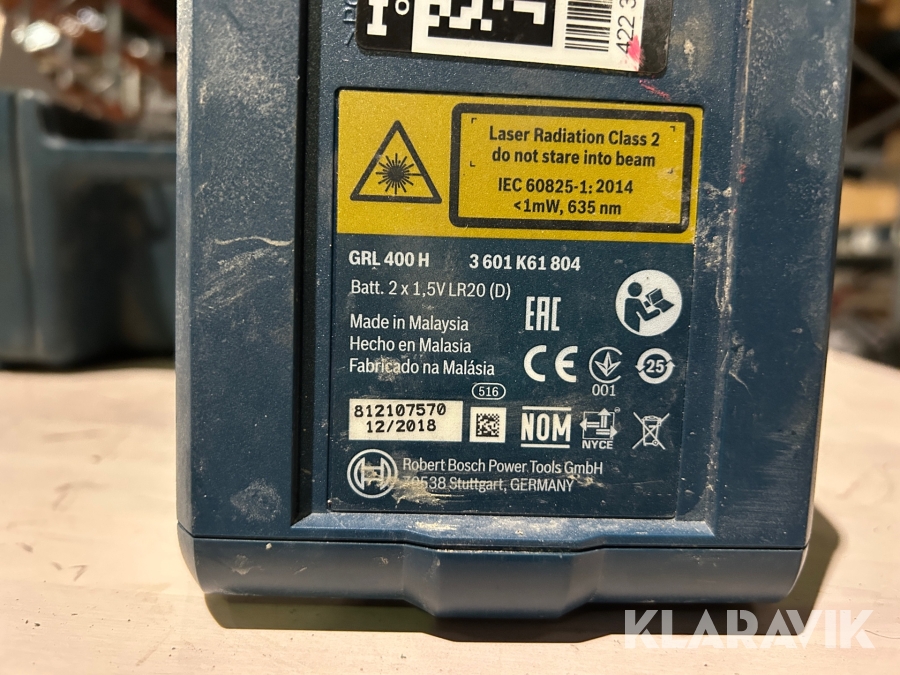 422 3
Laser Radiation Class 2
do not stare into beam
IEC 60825-1: 2014
<1mW, 635 nm
GRL 400 H 3 601 K61 804
Batt. 2 x 1,5V LR20 (D)
EAC
Made in Malaysia
Hecho en Malasia
Fabricado na Malásia
CE
001
25
516
812107570
12/2018
NOM
NYCE
Robert Bosch Power Tools GmbH
70538 Stuttgart, GERMANY
KLARAVIK